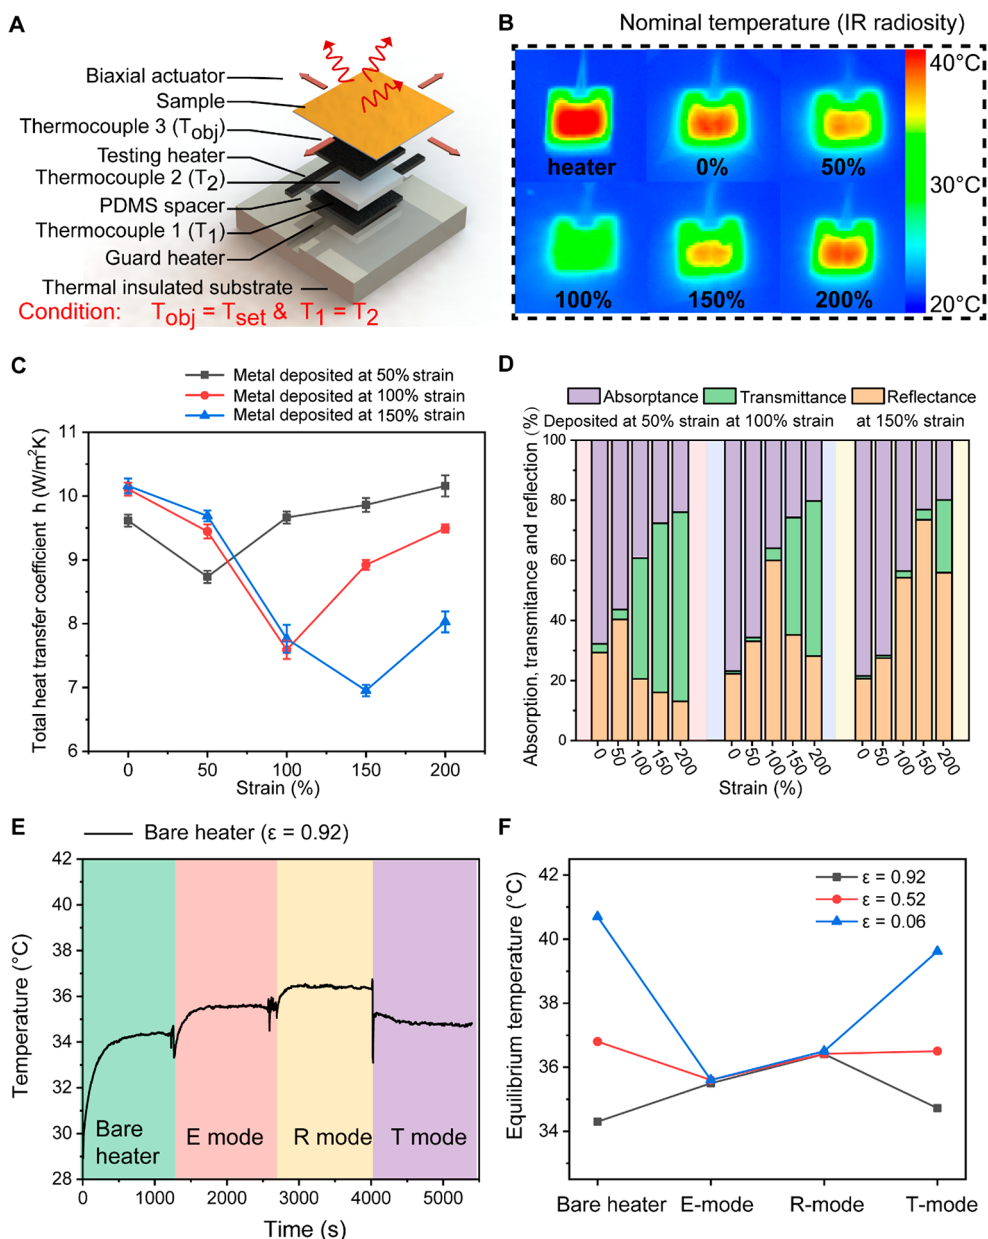 A
Biaxial actuator
Sample
Thermocouple 3 (Tobj)
Testing heater
Thermocouple 2 (T2)
PDMS spacer
Thermocouple 1 (T1)
Guard heater
Thermal insulated substrate
Condition: Tobj = Tset & T1 = T2
B
Nominal temperature (IR radiosity)
heater
0%
50%
100%
150%
200%
40°C
30°C
20°C
C
Metal deposited at 50% strain
Metal deposited at 100% strain
Metal deposited at 150% strain
Total heat transfer coefficient h (W/m²K)
11
10
9
8
7
6
0 50 100 150 200
Strain (%)
D
Absorptance Transmittance Reflectance
Deposited at 50% strain at 100% strain at 150% strain
Absorption, transmitance and reflection (%)
100
80
60
40
20
0
0 50 100 150 200 0 50 100 150 200 0 50 100 150 200
Strain (%)
E
Bare heater (ε = 0.92)
Temperature (°C)
42
40
38
36
34
32
30
28
Bare heater
E mode
R mode
T mode
0 1000 2000 3000 4000 5000
Time (s)
F
ε = 0.92
ε = 0.52
ε = 0.06
Equilibrium temperature (°C)
42
40
38
36
34
Bare heater E-mode R-mode T-mode